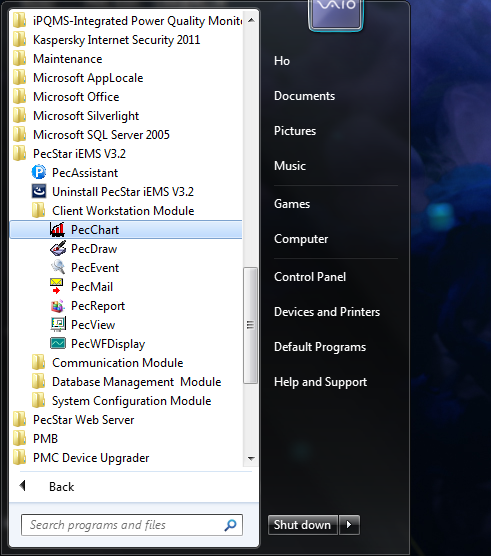 iPQMS-Integrated Power Quality Monito
Kaspersky Internet Security 2011
Maintenance
Microsoft AppLocale
Microsoft Office
Microsoft Silverlight
Microsoft SQL Server 2005
PecStar iEMS V3.2
PecAssistant
Uninstall PecStar iEMS V3.2
Client Workstation Module
PecChart
PecDraw
PecEvent
PecMail
PecReport
PecView
PecWFDisplay
Communication Module
Database Management Module
System Configuration Module
PecStar Web Server
PMB
PMC Device Upgrader
Back
Search programs and files
VAIO
Ho
Documents
Pictures
Music
Games
Computer
Control Panel
Devices and Printers
Default Programs
Help and Support
Shut down